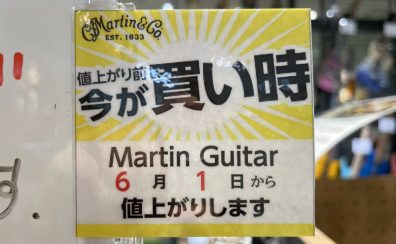 Martin & Co.
EST. 1833
値上がり前
今が買い時
Martin Guitar
6月1日から
値上がりします